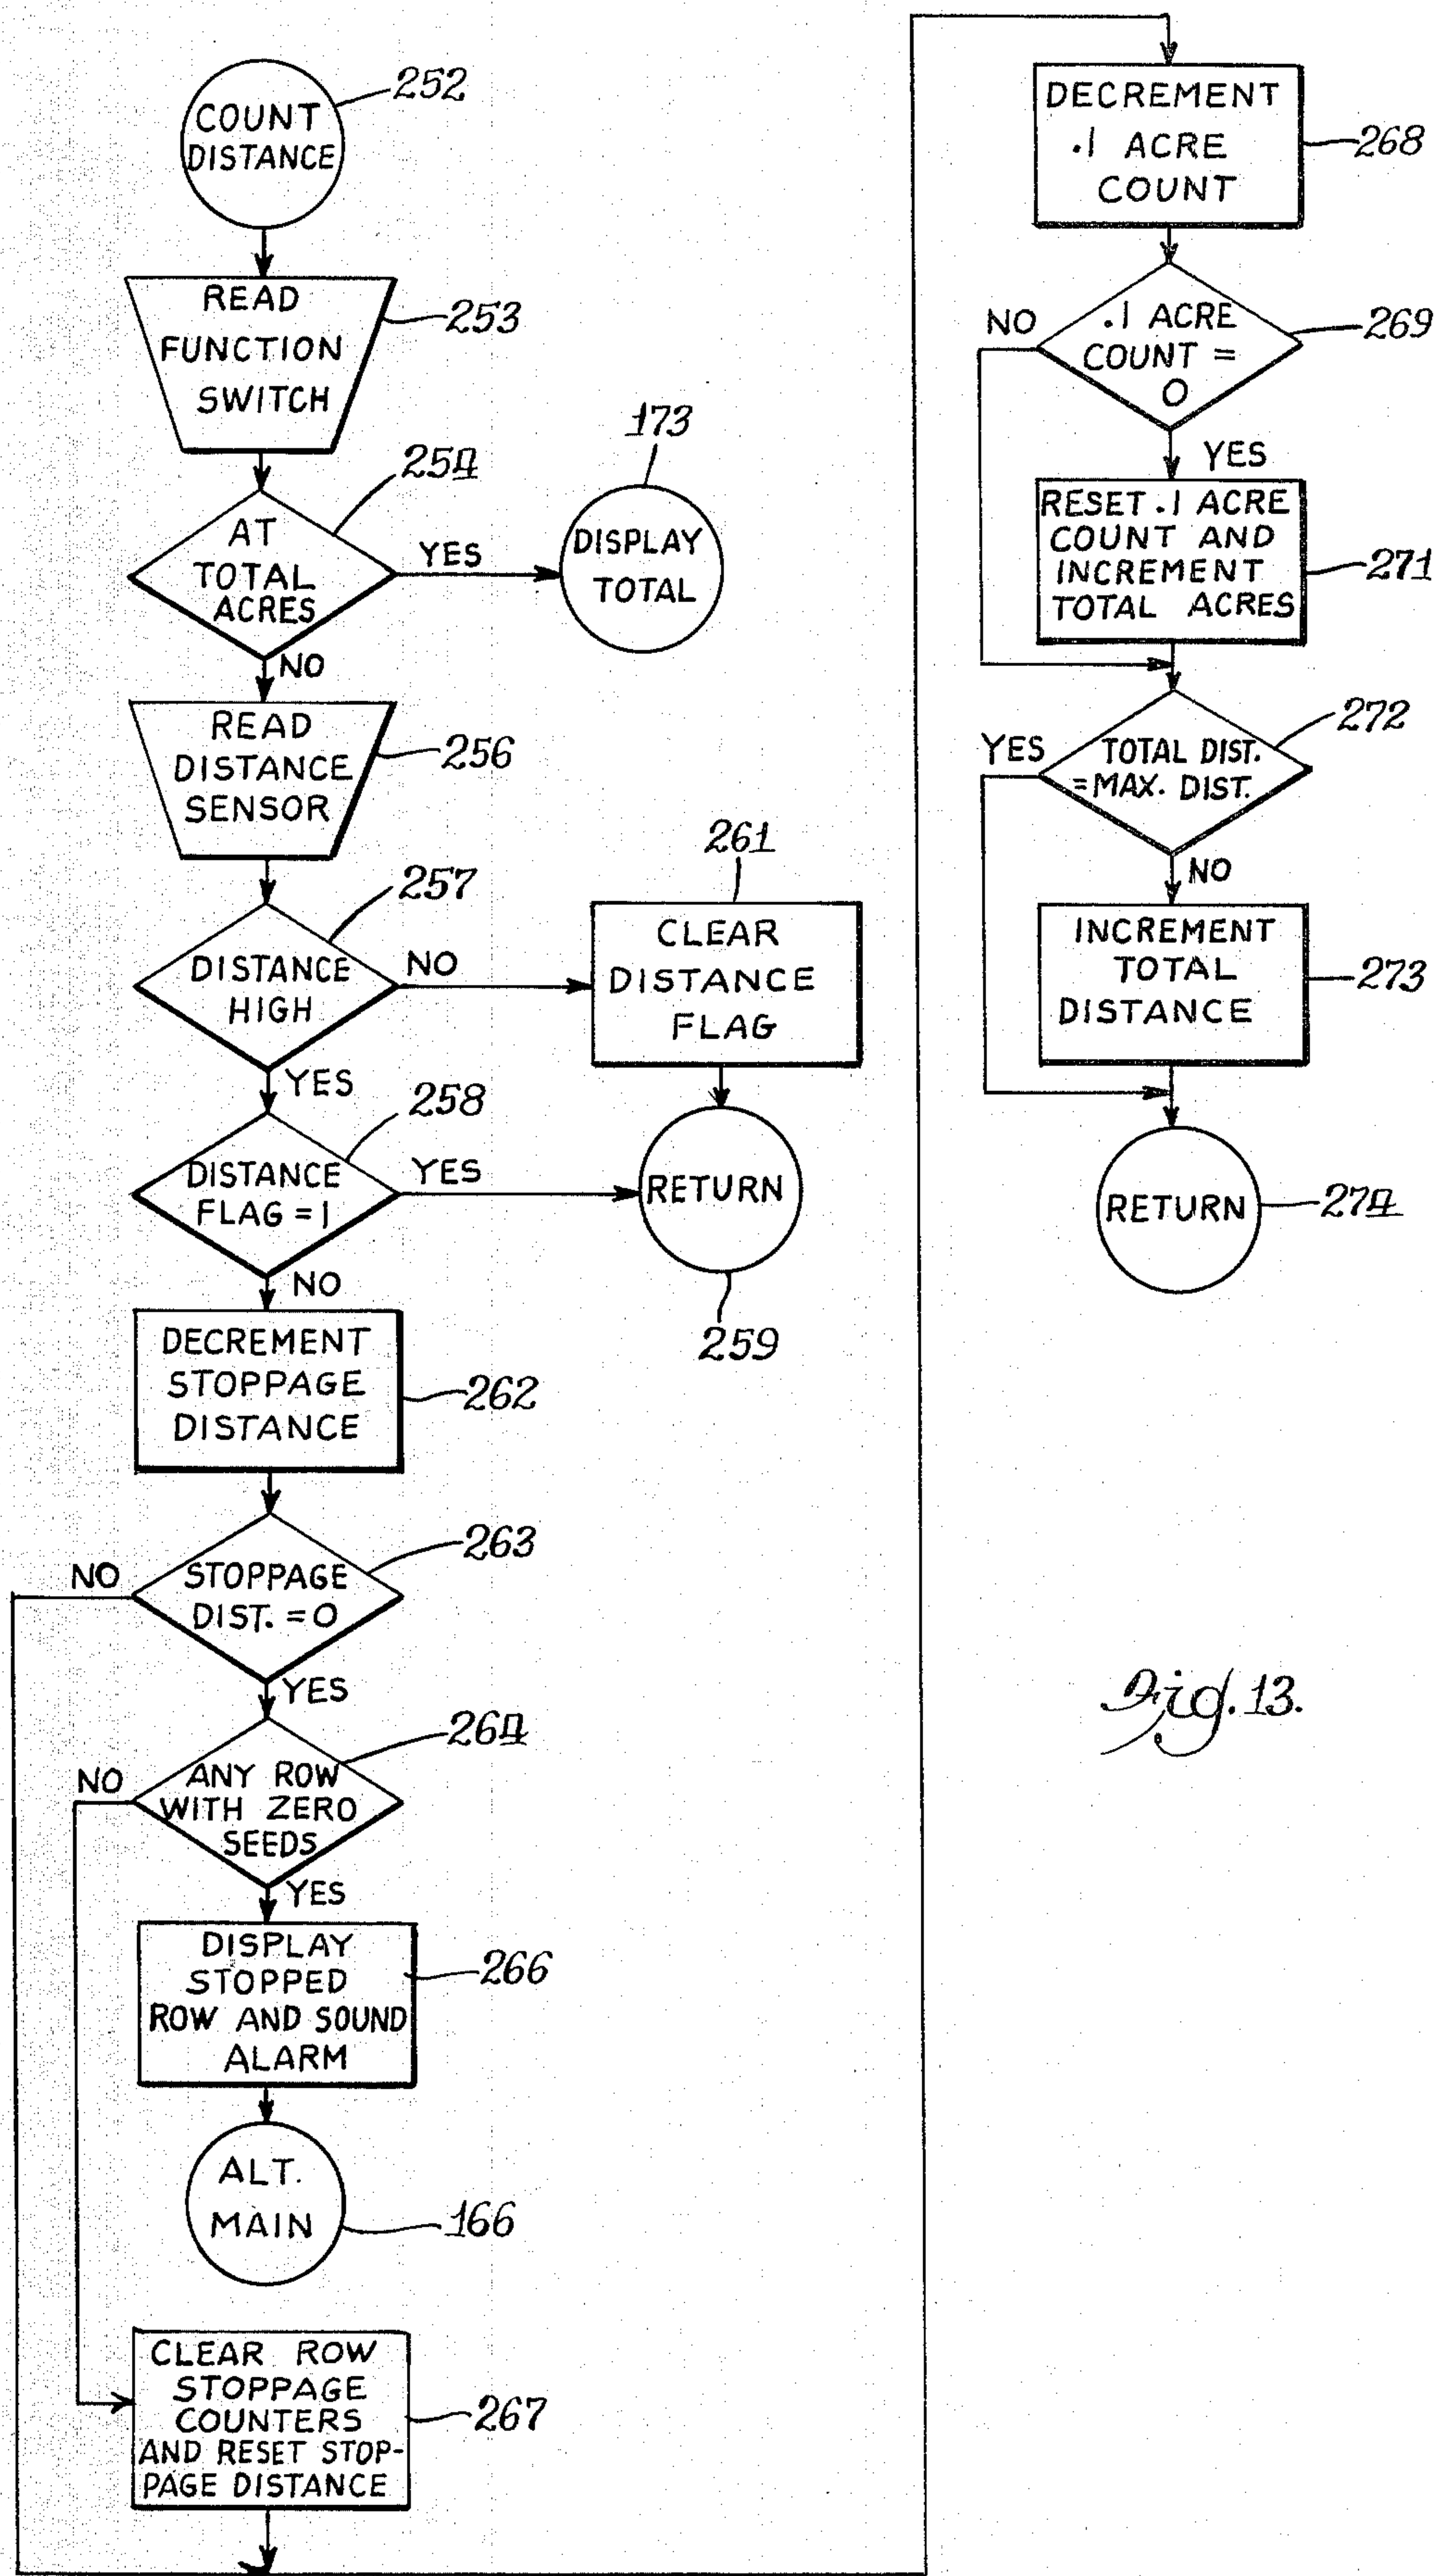 COUNT
DISTANCE
252
READ
FUNCTION
SWITCH
253
AT
TOTAL
ACRES
254
YES
173
DISPLAY
TOTAL
NO
READ
DISTANCE
SENSOR
256
DISTANCE
HIGH
257
NO
261
CLEAR
DISTANCE
FLAG
YES
DISTANCE
FLAG = 1
258
YES
RETURN
259
NO
DECREMENT
STOPPAGE
DISTANCE
262
STOPPAGE
DIST. = 0
263
NO
YES
ANY ROW
WITH ZERO
SEEDS
264
NO
YES
DISPLAY
STOPPED
ROW AND SOUND
ALARM
266
ALT.
MAIN
166
CLEAR ROW
STOPPAGE
COUNTERS
AND RESET STOP-
PAGE DISTANCE
267
DECREMENT
.1 ACRE
COUNT
268
.1 ACRE
COUNT =
0
269
NO
YES
RESET .1 ACRE
COUNT AND
INCREMENT
TOTAL ACRES
271
TOTAL DIST.
=MAX. DIST.
272
YES
NO
INCREMENT
TOTAL
DISTANCE
273
RETURN
274
Fig. 13.